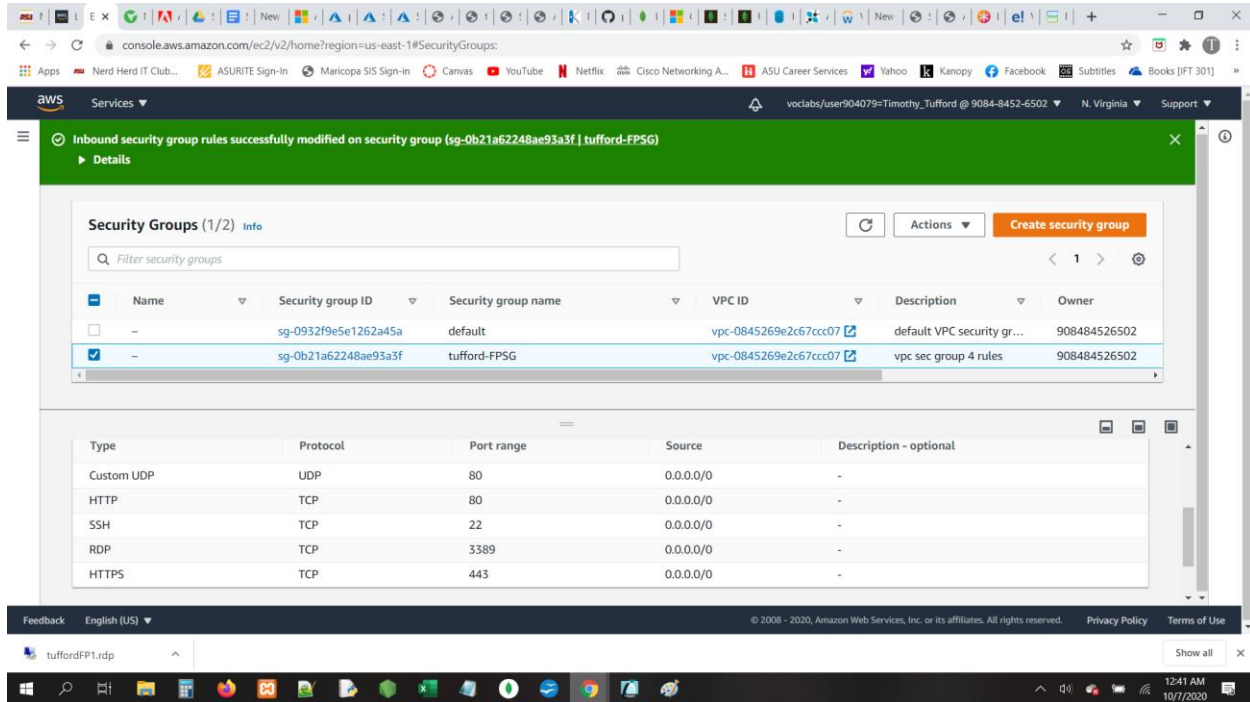 E
New
New
console.aws.amazon.com/ec2/v2/home?region=us-east-1#SecurityGroups:
Apps Nerd Herd IT Club... ASURITE Sign-In Maricopa SIS Sign-in Canvas YouTube Netflix Cisco Networking A... ASU Career Services Yahoo Kanopy Facebook Subtitles Books [IFT 301] »
aws Services ▼ voclabs/user904079=Timothy_Tufford @ 9084-8452-6502 ▼ N. Virginia ▼ Support ▼
Inbound security group rules successfully modified on security group (sg-0b21a62248ae93a3f | tufford-FPSG)
▶ Details
Security Groups (1/2) Info Actions ▼ Create security group
Filter security groups < 1 >
Name Security group ID Security group name VPC ID Description Owner
– sg-0932f9e5e1262a45a default vpc-0845269e2c67ccc07 default VPC security gr... 908484526502
– sg-0b21a62248ae93a3f tufford-FPSG vpc-0845269e2c67ccc07 vpc sec group 4 rules 908484526502
Type Protocol Port range Source Description - optional
Custom UDP UDP 80 0.0.0.0/0 -
HTTP TCP 80 0.0.0.0/0 -
SSH TCP 22 0.0.0.0/0 -
RDP TCP 3389 0.0.0.0/0 -
HTTPS TCP 443 0.0.0.0/0 -
Feedback English (US) ▼ © 2008 - 2020, Amazon Web Services, Inc. or its affiliates. All rights reserved. Privacy Policy Terms of Use
tuffordFP1.rdp Show all
12:41 AM
10/7/2020